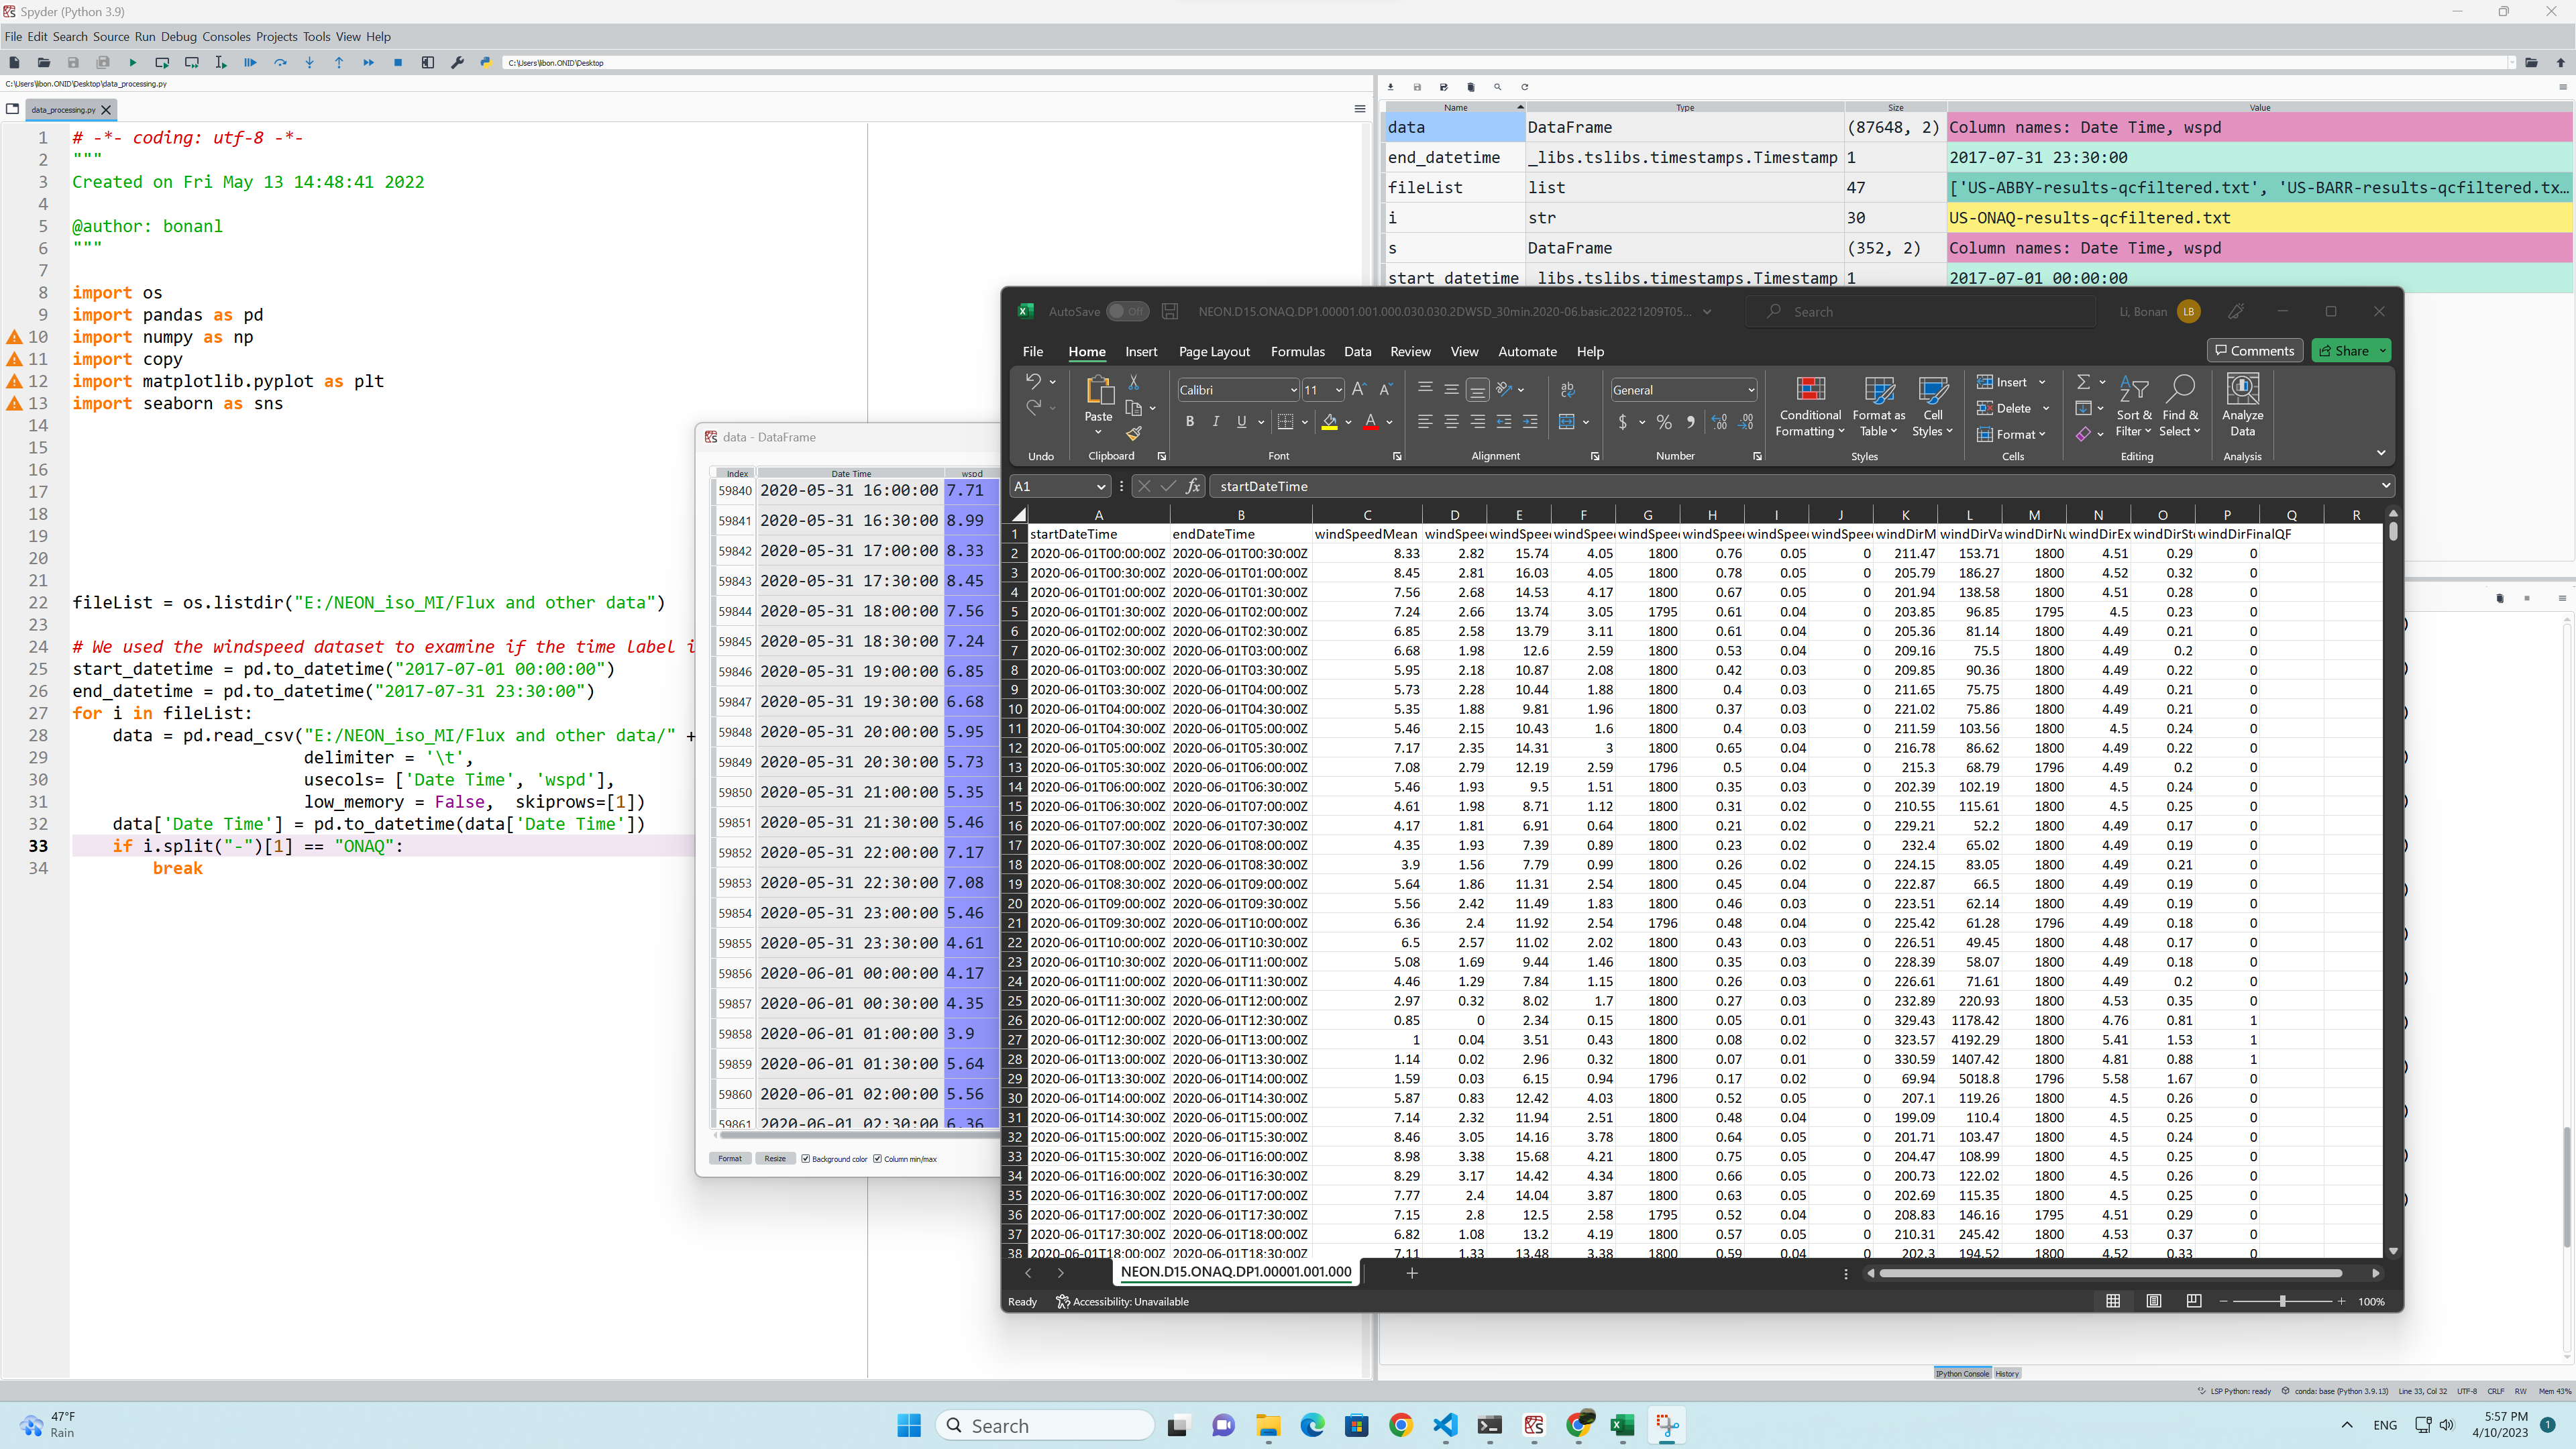 Spyder (Python 3.9)
File Edit Search Source Run Debug Consoles Projects Tools View Help
C:\Users\libon.ONID\Desktop
C:\Users\libon.ONID\Desktop\data_processing.py
data_processing.py
1 # -*- coding: utf-8 -*-
2 """
3 Created on Fri May 13 14:48:41 2022
4
5 @author: bonanl
6 """
7
8 import os
9 import pandas as pd
10 import numpy as np
11 import copy
12 import matplotlib.pyplot as plt
13 import seaborn as sns
14
15
16
17
18
19
20
21
22 fileList = os.listdir("E:/NEON_iso_MI/Flux and other data")
23
24 # We used the windspeed dataset to examine if the time label i
25 start_datetime = pd.to_datetime("2017-07-01 00:00:00")
26 end_datetime = pd.to_datetime("2017-07-31 23:30:00")
27 for i in fileList:
28 data = pd.read_csv("E:/NEON_iso_MI/Flux and other data/" +
29 delimiter = '\t',
30 usecols= ['Date Time', 'wspd'],
31 low_memory = False, skiprows=[1])
32 data['Date Time'] = pd.to_datetime(data['Date Time'])
33 if i.split("-")[1] == "ONAQ":
34 break
Name Type Size Value
data DataFrame (87648, 2) Column names: Date Time, wspd
end_datetime _libs.tslibs.timestamps.Timestamp 1 2017-07-31 23:30:00
fileList list 47 ['US-ABBY-results-qcfiltered.txt', 'US-BARR-results-qcfiltered.tx…
i str 30 US-ONAQ-results-qcfiltered.txt
s DataFrame (352, 2) Column names: Date Time, wspd
start_datetime _libs.tslibs.timestamps.Timestamp 1 2017-07-01 00:00:00
data - DataFrame
Index Date Time wspd
59840 2020-05-31 16:00:00 7.71
59841 2020-05-31 16:30:00 8.99
59842 2020-05-31 17:00:00 8.33
59843 2020-05-31 17:30:00 8.45
59844 2020-05-31 18:00:00 7.56
59845 2020-05-31 18:30:00 7.24
59846 2020-05-31 19:00:00 6.85
59847 2020-05-31 19:30:00 6.68
59848 2020-05-31 20:00:00 5.95
59849 2020-05-31 20:30:00 5.73
59850 2020-05-31 21:00:00 5.35
59851 2020-05-31 21:30:00 5.46
59852 2020-05-31 22:00:00 7.17
59853 2020-05-31 22:30:00 7.08
59854 2020-05-31 23:00:00 5.46
59855 2020-05-31 23:30:00 4.61
59856 2020-06-01 00:00:00 4.17
59857 2020-06-01 00:30:00 4.35
59858 2020-06-01 01:00:00 3.9
59859 2020-06-01 01:30:00 5.64
59860 2020-06-01 02:00:00 5.56
59861 2020-06-01 02:30:00 6.36
Format Resize Background color Column min/max
AutoSave Off NEON.D15.ONAQ.DP1.00001.001.000.030.030.2DWSD_30min.2020-06.basic.20221209T05... Search Li, Bonan LB
File Home Insert Page Layout Formulas Data Review View Automate Help Comments Share
Paste Calibri 11 General Conditional Formatting Format as Table Cell Styles Insert Delete Format Sort & Filter Find & Select Analyze Data
Undo Clipboard Font Alignment Number Styles Cells Editing Analysis
A1 startDateTime
A B C D E F G H I J K L M N O P Q R
1 startDateTime endDateTime windSpeedMean windSpeed windSpeed windSpeed windSpeed windSpeed windSpeed windSpeed windDirM windDirVa windDirNu windDirEx windDirSt windDirFinalQF
2 2020-06-01T00:00:00Z 2020-06-01T00:30:00Z 8.33 2.82 15.74 4.05 1800 0.76 0.05 0 211.47 153.71 1800 4.51 0.29 0
3 2020-06-01T00:30:00Z 2020-06-01T01:00:00Z 8.45 2.81 16.03 4.05 1800 0.78 0.05 0 205.79 186.27 1800 4.52 0.32 0
4 2020-06-01T01:00:00Z 2020-06-01T01:30:00Z 7.56 2.68 14.53 4.17 1800 0.67 0.05 0 201.94 138.58 1800 4.51 0.28 0
5 2020-06-01T01:30:00Z 2020-06-01T02:00:00Z 7.24 2.66 13.74 3.05 1795 0.61 0.04 0 203.85 96.85 1795 4.5 0.23 0
6 2020-06-01T02:00:00Z 2020-06-01T02:30:00Z 6.85 2.58 13.79 3.11 1800 0.61 0.04 0 205.36 81.14 1800 4.49 0.21 0
7 2020-06-01T02:30:00Z 2020-06-01T03:00:00Z 6.68 1.98 12.6 2.59 1800 0.53 0.04 0 209.16 75.5 1800 4.49 0.2 0
8 2020-06-01T03:00:00Z 2020-06-01T03:30:00Z 5.95 2.18 10.87 2.08 1800 0.42 0.03 0 209.85 90.36 1800 4.49 0.22 0
9 2020-06-01T03:30:00Z 2020-06-01T04:00:00Z 5.73 2.28 10.44 1.88 1800 0.4 0.03 0 211.65 75.75 1800 4.49 0.21 0
10 2020-06-01T04:00:00Z 2020-06-01T04:30:00Z 5.35 1.88 9.81 1.96 1800 0.37 0.03 0 221.02 75.86 1800 4.49 0.21 0
11 2020-06-01T04:30:00Z 2020-06-01T05:00:00Z 5.46 2.15 10.43 1.6 1800 0.4 0.03 0 211.59 103.56 1800 4.5 0.24 0
12 2020-06-01T05:00:00Z 2020-06-01T05:30:00Z 7.17 2.35 14.31 3 1800 0.65 0.04 0 216.78 86.62 1800 4.49 0.22 0
13 2020-06-01T05:30:00Z 2020-06-01T06:00:00Z 7.08 2.79 12.19 2.59 1796 0.5 0.04 0 215.3 68.79 1796 4.49 0.2 0
14 2020-06-01T06:00:00Z 2020-06-01T06:30:00Z 5.46 1.93 9.5 1.51 1800 0.35 0.03 0 202.39 102.19 1800 4.5 0.24 0
15 2020-06-01T06:30:00Z 2020-06-01T07:00:00Z 4.61 1.98 8.71 1.12 1800 0.31 0.02 0 210.55 115.61 1800 4.5 0.25 0
16 2020-06-01T07:00:00Z 2020-06-01T07:30:00Z 4.17 1.81 6.91 0.64 1800 0.21 0.02 0 229.21 52.2 1800 4.49 0.17 0
17 2020-06-01T07:30:00Z 2020-06-01T08:00:00Z 4.35 1.93 7.39 0.89 1800 0.23 0.02 0 232.4 65.02 1800 4.49 0.19 0
18 2020-06-01T08:00:00Z 2020-06-01T08:30:00Z 3.9 1.56 7.79 0.99 1800 0.26 0.02 0 224.15 83.05 1800 4.49 0.21 0
19 2020-06-01T08:30:00Z 2020-06-01T09:00:00Z 5.64 1.86 11.31 2.54 1800 0.45 0.04 0 222.87 66.5 1800 4.49 0.19 0
20 2020-06-01T09:00:00Z 2020-06-01T09:30:00Z 5.56 2.42 11.49 1.83 1800 0.46 0.03 0 223.51 62.14 1800 4.49 0.19 0
21 2020-06-01T09:30:00Z 2020-06-01T10:00:00Z 6.36 2.4 11.92 2.54 1796 0.48 0.04 0 225.42 61.28 1796 4.49 0.18 0
22 2020-06-01T10:00:00Z 2020-06-01T10:30:00Z 6.5 2.57 11.02 2.02 1800 0.43 0.03 0 226.51 49.45 1800 4.48 0.17 0
23 2020-06-01T10:30:00Z 2020-06-01T11:00:00Z 5.08 1.69 9.44 1.46 1800 0.35 0.03 0 228.39 58.07 1800 4.49 0.18 0
24 2020-06-01T11:00:00Z 2020-06-01T11:30:00Z 4.46 1.29 7.84 1.15 1800 0.26 0.03 0 226.61 71.61 1800 4.49 0.2 0
25 2020-06-01T11:30:00Z 2020-06-01T12:00:00Z 2.97 0.32 8.02 1.7 1800 0.27 0.03 0 232.89 220.93 1800 4.53 0.35 0
26 2020-06-01T12:00:00Z 2020-06-01T12:30:00Z 0.85 0 2.34 0.15 1800 0.05 0.01 0 329.43 1178.42 1800 4.76 0.81 1
27 2020-06-01T12:30:00Z 2020-06-01T13:00:00Z 1 0.04 3.51 0.43 1800 0.08 0.02 0 323.57 4192.29 1800 5.41 1.53 1
28 2020-06-01T13:00:00Z 2020-06-01T13:30:00Z 1.14 0.02 2.96 0.32 1800 0.07 0.01 0 330.59 1407.42 1800 4.81 0.88 1
29 2020-06-01T13:30:00Z 2020-06-01T14:00:00Z 1.59 0.03 6.15 0.94 1796 0.17 0.02 0 69.94 5018.8 1796 5.58 1.67 0
30 2020-06-01T14:00:00Z 2020-06-01T14:30:00Z 5.87 0.83 12.42 4.03 1800 0.52 0.05 0 207.1 119.26 1800 4.5 0.26 0
31 2020-06-01T14:30:00Z 2020-06-01T15:00:00Z 7.14 2.32 11.94 2.51 1800 0.48 0.04 0 199.09 110.4 1800 4.5 0.25 0
32 2020-06-01T15:00:00Z 2020-06-01T15:30:00Z 8.46 3.05 14.16 3.78 1800 0.64 0.05 0 201.71 103.47 1800 4.5 0.24 0
33 2020-06-01T15:30:00Z 2020-06-01T16:00:00Z 8.98 3.38 15.68 4.21 1800 0.75 0.05 0 204.47 108.99 1800 4.5 0.25 0
34 2020-06-01T16:00:00Z 2020-06-01T16:30:00Z 8.29 3.17 14.42 4.34 1800 0.66 0.05 0 200.73 122.02 1800 4.5 0.26 0
35 2020-06-01T16:30:00Z 2020-06-01T17:00:00Z 7.77 2.4 14.04 3.87 1800 0.63 0.05 0 202.69 115.35 1800 4.5 0.25 0
36 2020-06-01T17:00:00Z 2020-06-01T17:30:00Z 7.15 2.8 12.5 2.58 1795 0.52 0.04 0 208.83 146.16 1795 4.51 0.29 0
37 2020-06-01T17:30:00Z 2020-06-01T18:00:00Z 6.82 1.08 13.2 4.19 1800 0.57 0.05 0 210.31 245.42 1800 4.53 0.37 0
38 2020-06-01T18:00:00Z 2020-06-01T18:30:00Z 7.11 1.33 13.48 3.38 1800 0.59 0.04 0 202.3 194.52 1800 4.52 0.33 0
NEON.D15.ONAQ.DP1.00001.001.000
Ready Accessibility: Unavailable 100%
IPython Console History
LSP Python: ready conda: base (Python 3.9.13) Line 33, Col 32 UTF-8 CRLF RW Mem 43%
47°F
Rain
Search
ENG
5:57 PM
4/10/2023
1